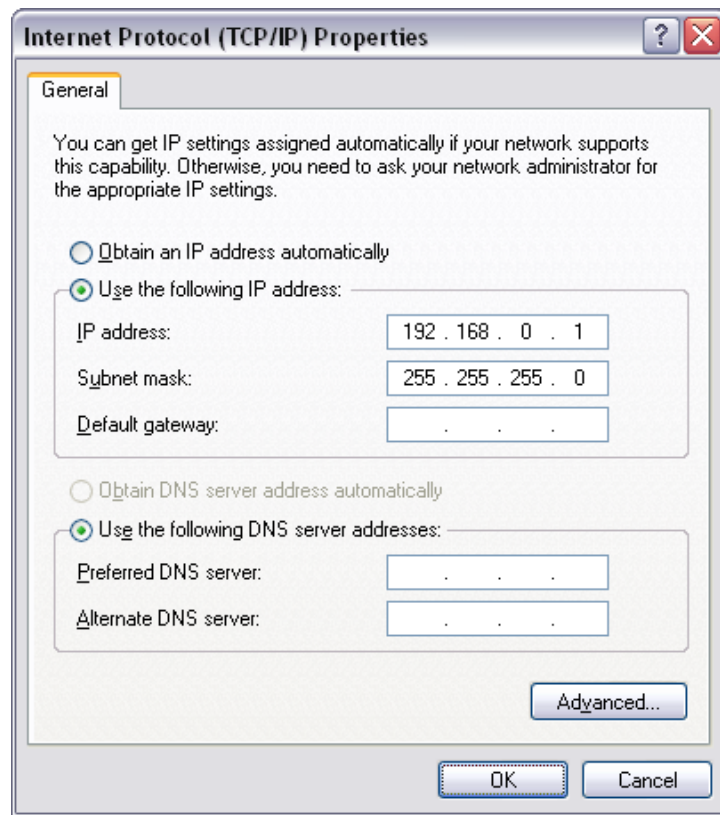 Internet Protocol (TCP/IP) Properties
General
You can get IP settings assigned automatically if your network supports
this capability. Otherwise, you need to ask your network administrator for
the appropriate IP settings.
Obtain an IP address automatically
Use the following IP address:
IP address: 192 . 168 . 0 . 1
Subnet mask: 255 . 255 . 255 . 0
Default gateway: . . .
Obtain DNS server address automatically
Use the following DNS server addresses:
Preferred DNS server: . . .
Alternate DNS server: . . .
Advanced...
OK Cancel